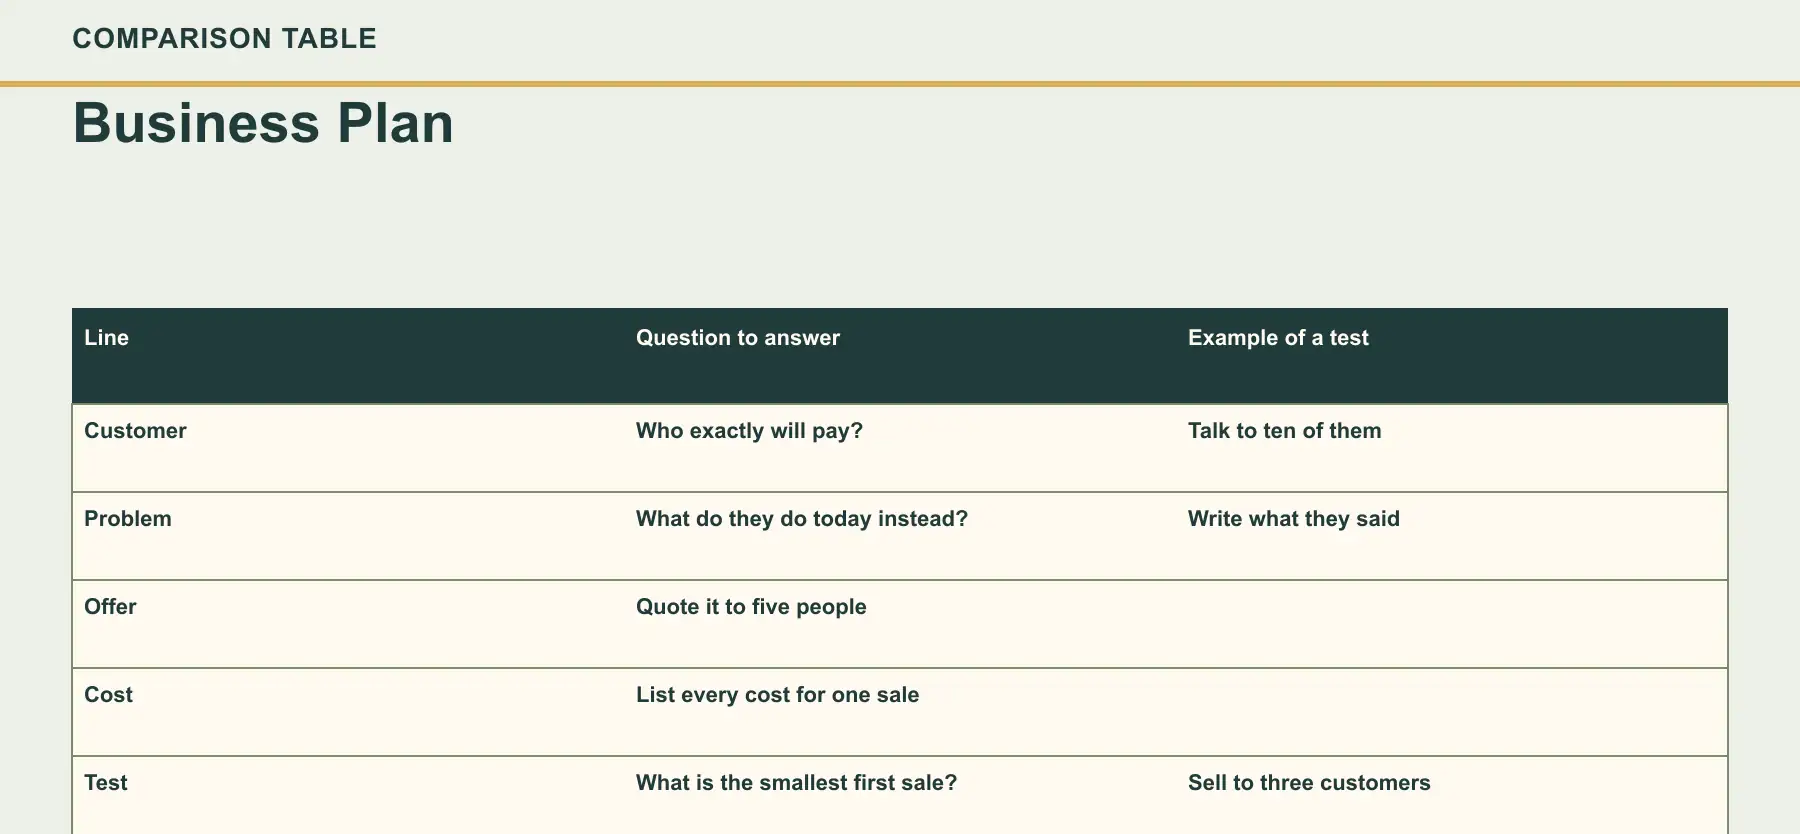 COMPARISON TABLE
Business Plan
Line Question to answer Example of a test
Customer Who exactly will pay? Talk to ten of them
Problem What do they do today instead? Write what they said
Offer Quote it to five people
Cost List every cost for one sale
Test What is the smallest first sale? Sell to three customers